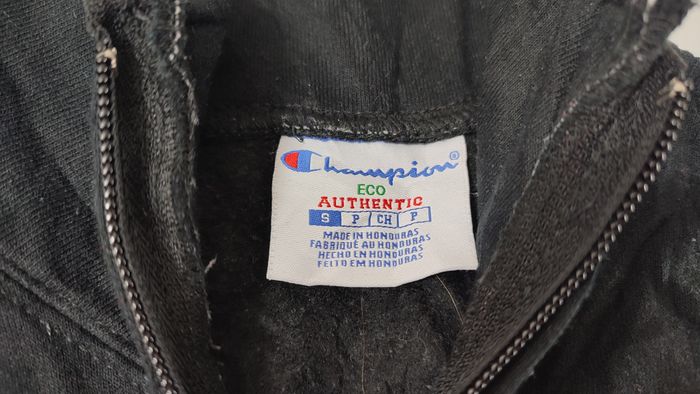 Champion®
ECO
AUTHENTIC
S P CH P
MADE IN HONDURAS
FABRIQUÉ AU HONDURAS
HECHO EN HONDURAS
FEITO EM HONDURAS